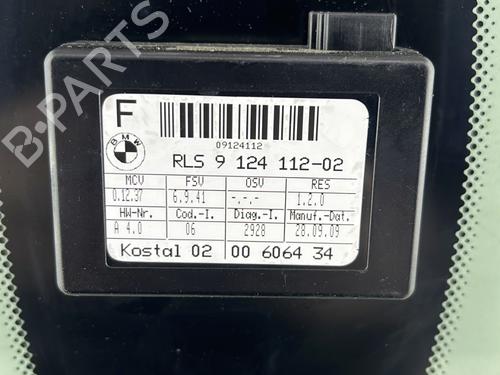 F
BMW
09124112
RLS 9 124 112-02
MCV FSV OSV RES
0.12.37 6.9.41 -.-.- 1.2.0
HW-Nr. Cod.-I. Diag.-I. Manuf.-Dat.
A 4.0 06 2928 28.09.09
Kostal 02 00 6064 34
B-PARTS